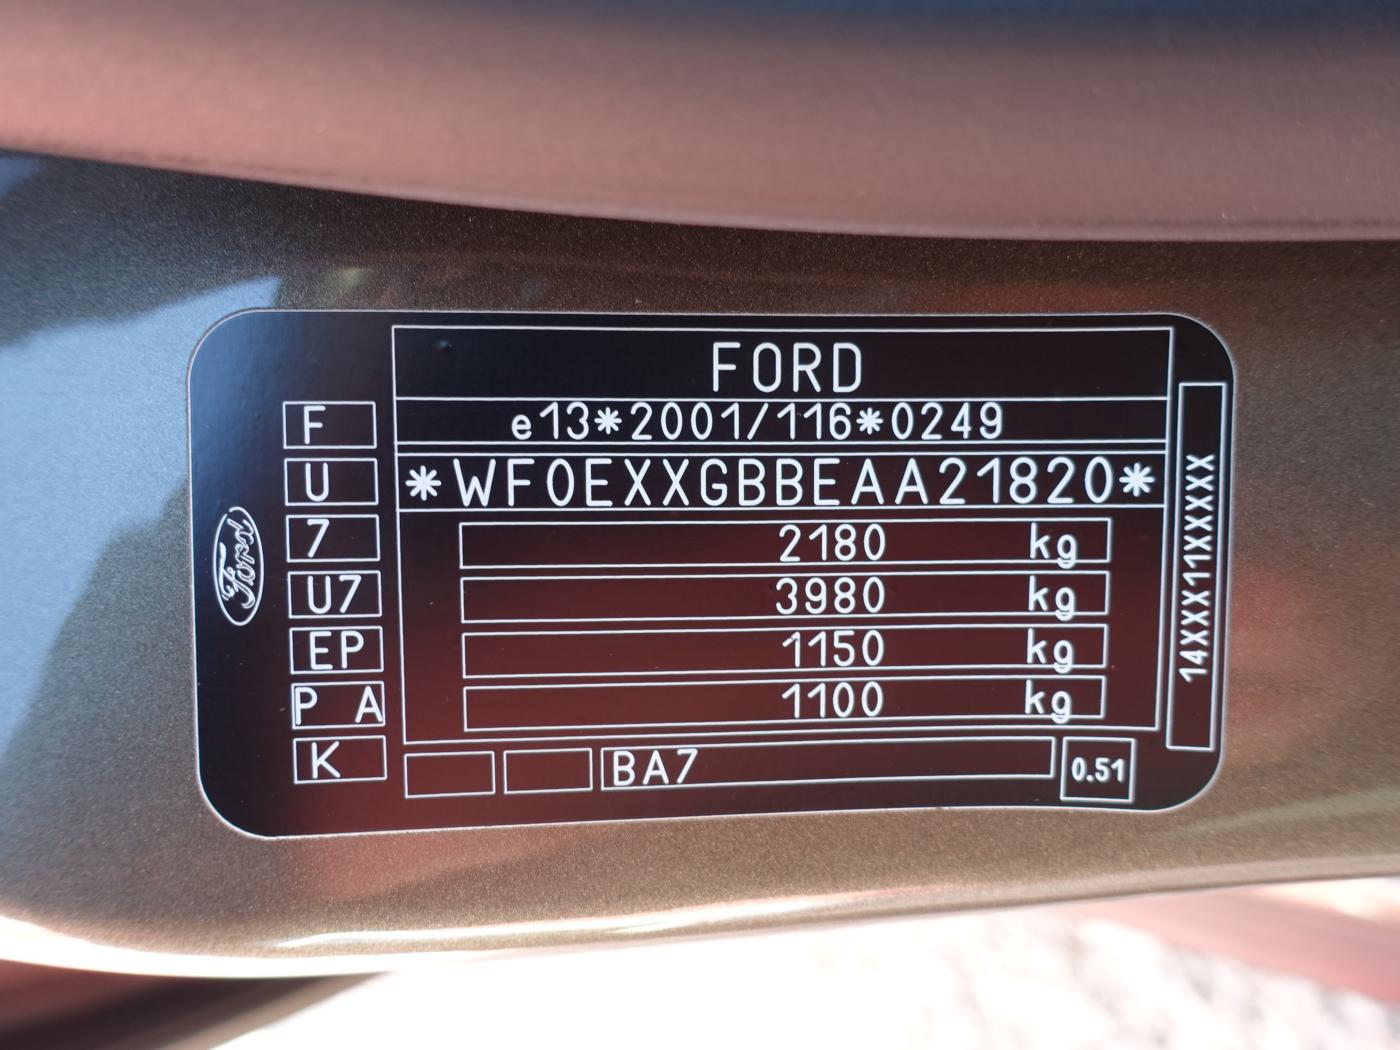 FORD
F
e13*2001/116*0249
U
*WF0EXXGBBEAA21820*
7
2180 kg
U7
3980 kg
EP
1150 kg
P A
1100 kg
K
BA7
0.51
14XXX11XXXXX
Ford